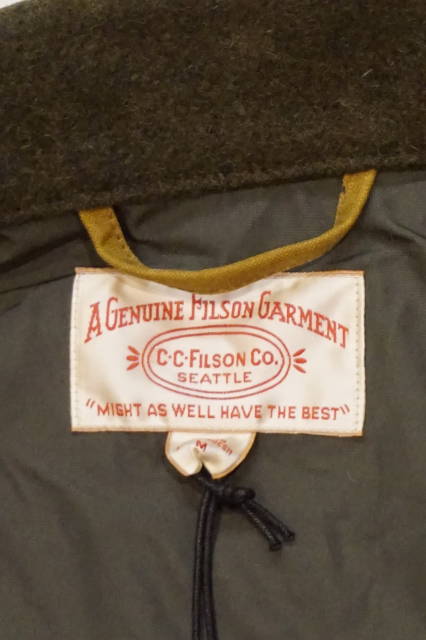 A GENUINE FILSON GARMENT
C·C·FILSON CO.
SEATTLE
"MIGHT AS WELL HAVE THE BEST"
M